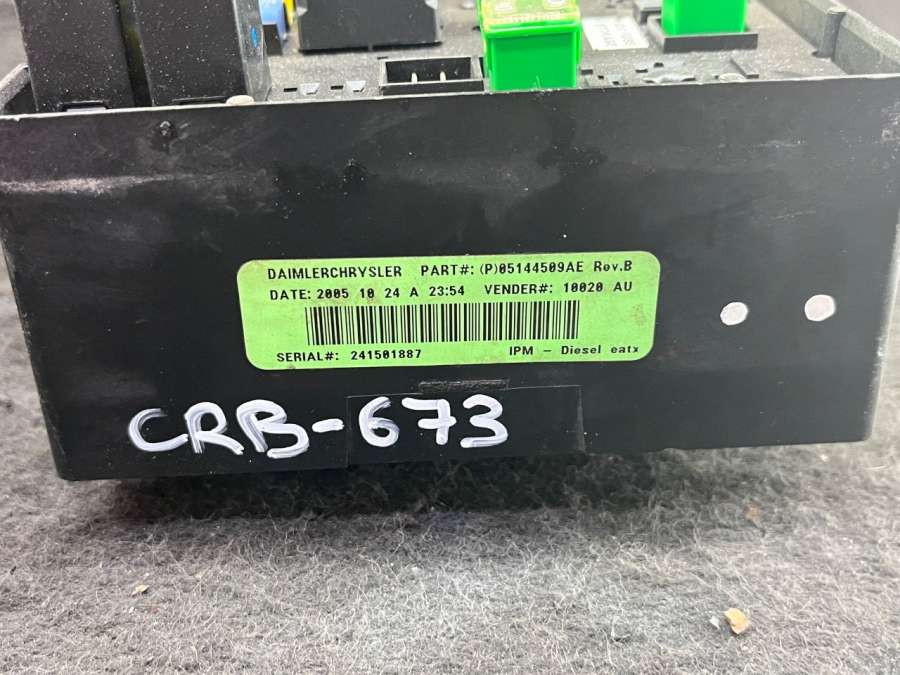 DAIMLERCHRYSLER PART#: (P)05144509AE Rev.B
DATE: 2005 10 24 A 23:54 VENDER#: 10020 AU
SERIAL#: 241501887 IPM - Diesel eatx
CRB-673